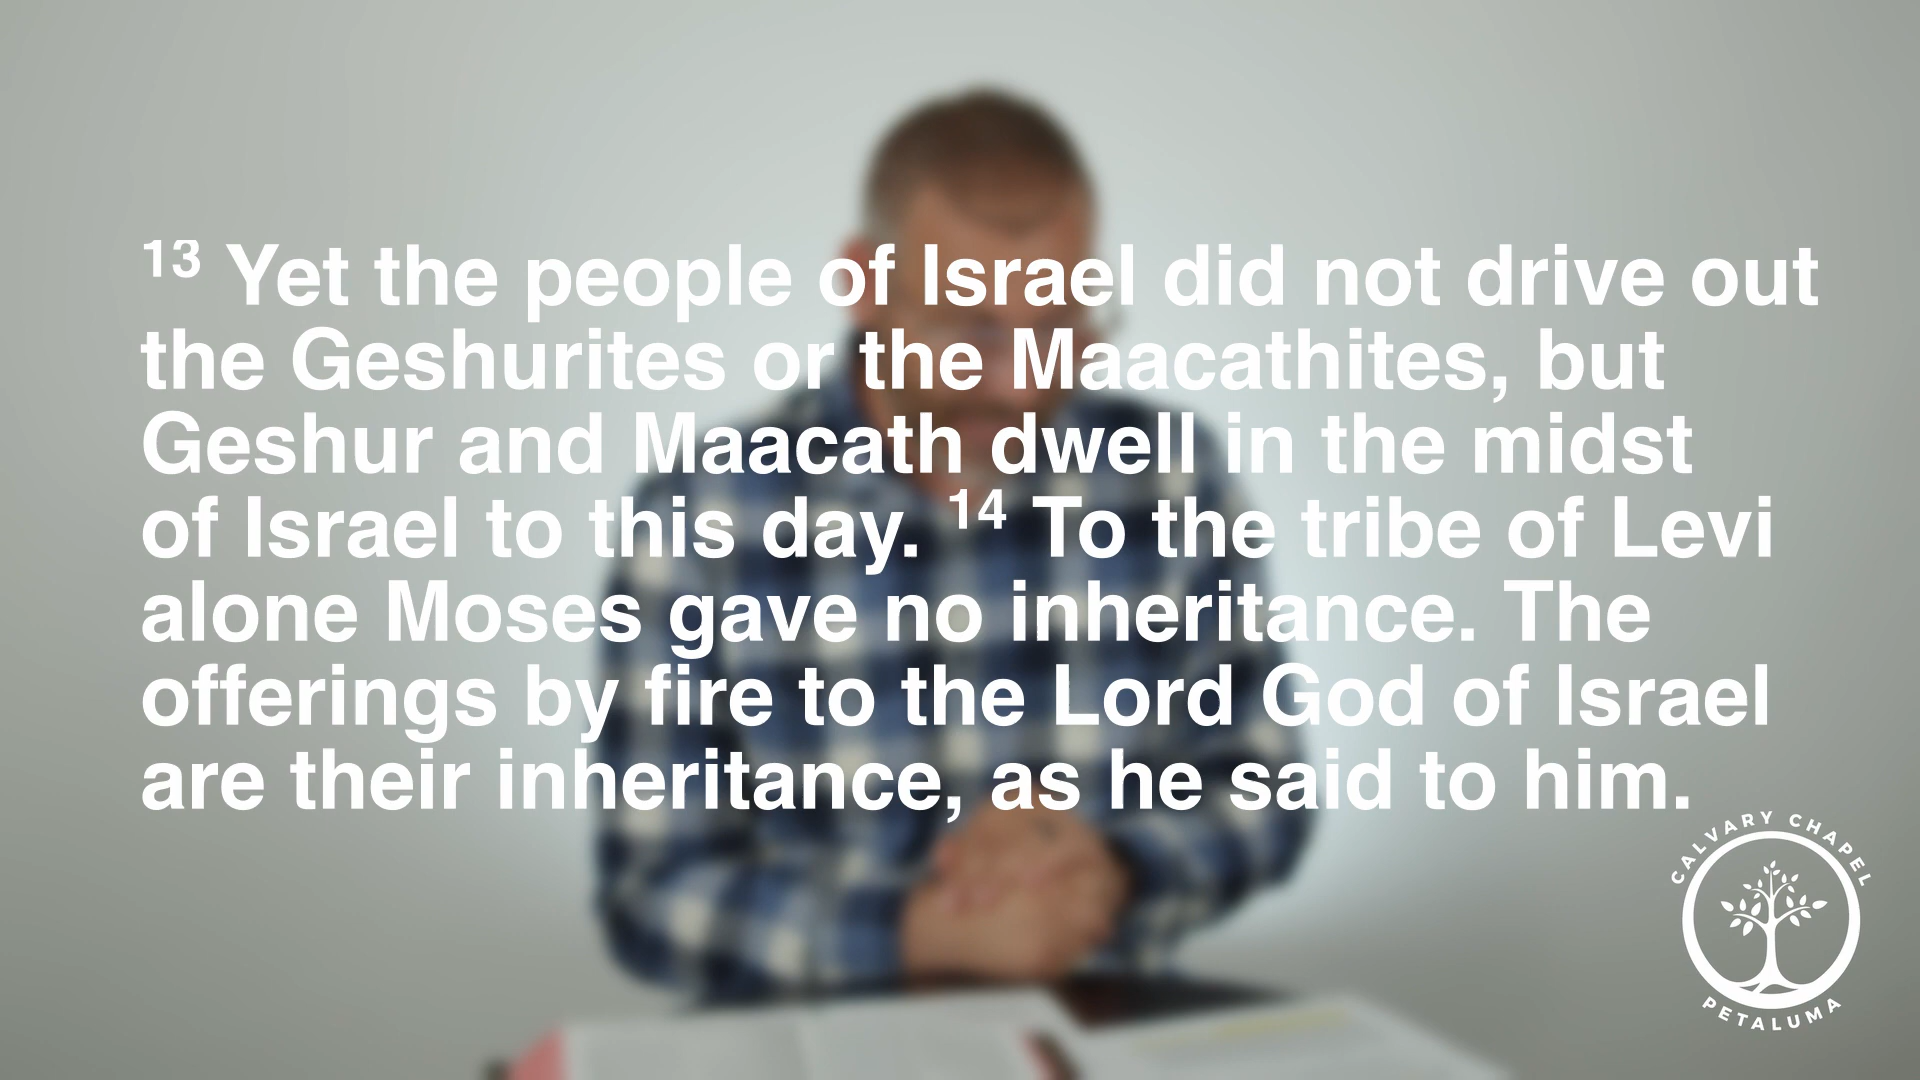 13 Yet the people of Israel did not drive out
the Geshurites or the Maacathites, but
Geshur and Maacath dwell in the midst
of Israel to this day. 14 To the tribe of Levi
alone Moses gave no inheritance. The
offerings by fire to the Lord God of Israel
are their inheritance, as he said to him.
CALVARY CHAPEL
PETALUMA